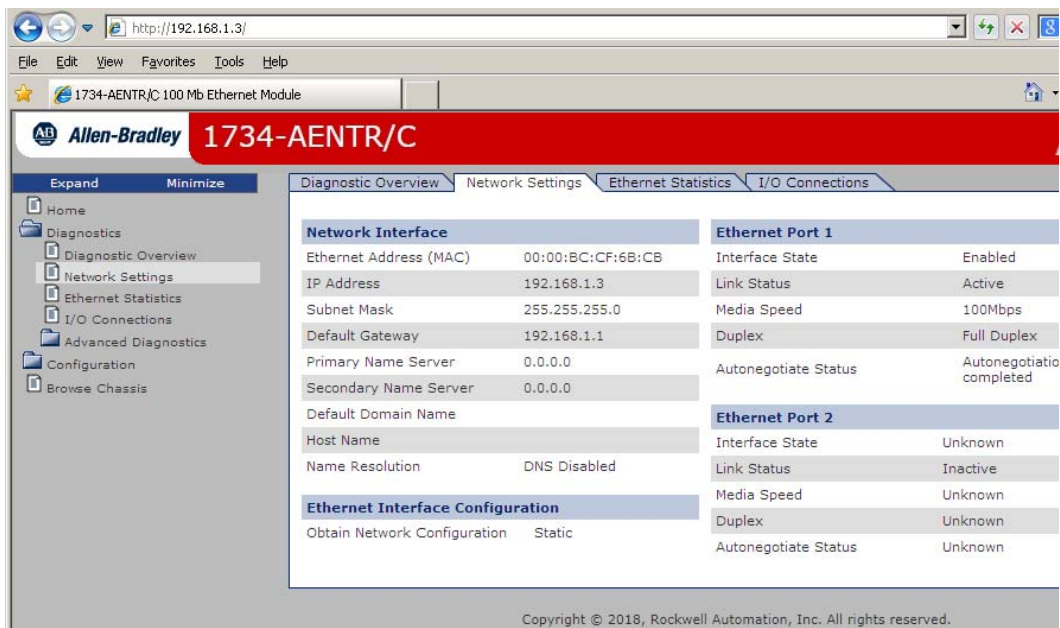 http://192.168.1.3/
File Edit View Favorites Tools Help
1734-AENTR/C 100 Mb Ethernet Module
AB Allen-Bradley 1734-AENTR/C
Expand Minimize
Home
Diagnostics
Diagnostic Overview
Network Settings
Ethernet Statistics
I/O Connections
Advanced Diagnostics
Configuration
Browse Chassis
Diagnostic Overview Network Settings Ethernet Statistics I/O Connections
Network Interface
Ethernet Address (MAC) 00:00:BC:CF:6B:CB
IP Address 192.168.1.3
Subnet Mask 255.255.255.0
Default Gateway 192.168.1.1
Primary Name Server 0.0.0.0
Secondary Name Server 0.0.0.0
Default Domain Name
Host Name
Name Resolution DNS Disabled
Ethernet Interface Configuration
Obtain Network Configuration Static
Ethernet Port 1
Interface State Enabled
Link Status Active
Media Speed 100Mbps
Duplex Full Duplex
Autonegotiate Status Autonegotiatio
completed
Ethernet Port 2
Interface State Unknown
Link Status Inactive
Media Speed Unknown
Duplex Unknown
Autonegotiate Status Unknown
Copyright © 2018, Rockwell Automation, Inc. All rights reserved.